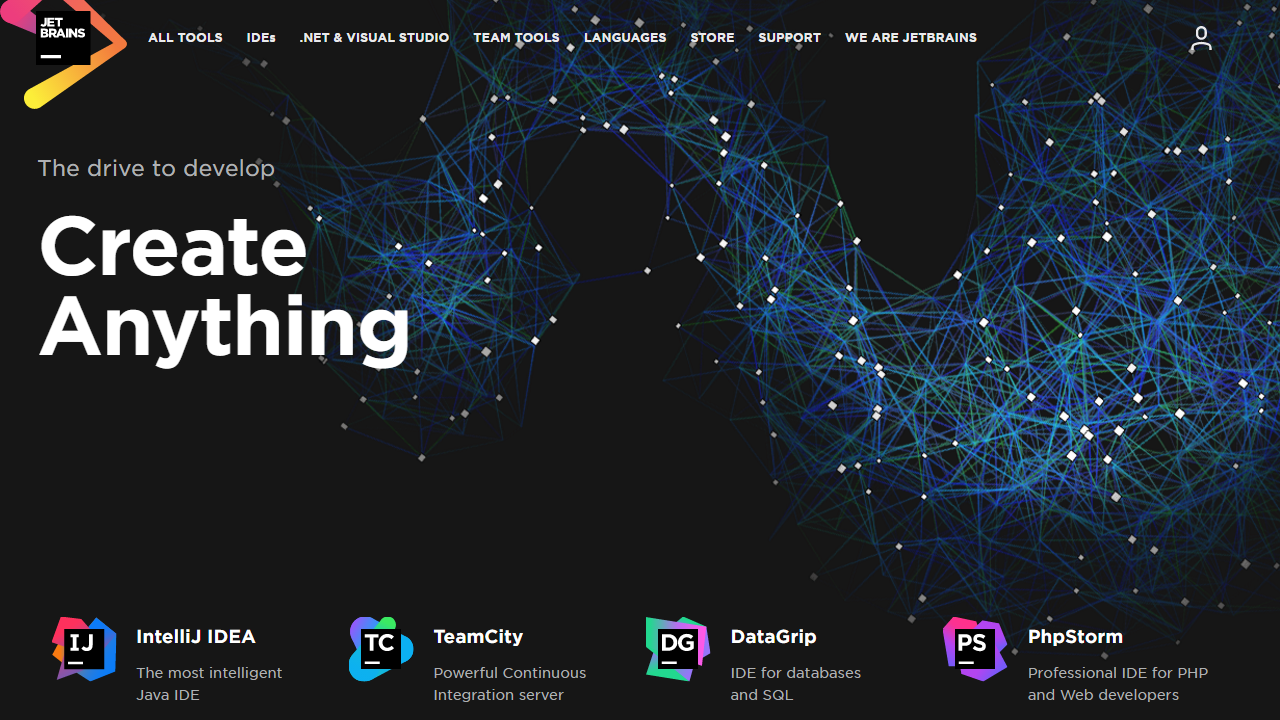 JET
BRAINS
ALL TOOLS IDEs .NET & VISUAL STUDIO TEAM TOOLS LANGUAGES STORE SUPPORT WE ARE JETBRAINS
The drive to develop
Create
Anything
IJ
IntelliJ IDEA
The most intelligent
Java IDE
TC
TeamCity
Powerful Continuous
Integration server
DG
DataGrip
IDE for databases
and SQL
PS
PhpStorm
Professional IDE for PHP
and Web developers